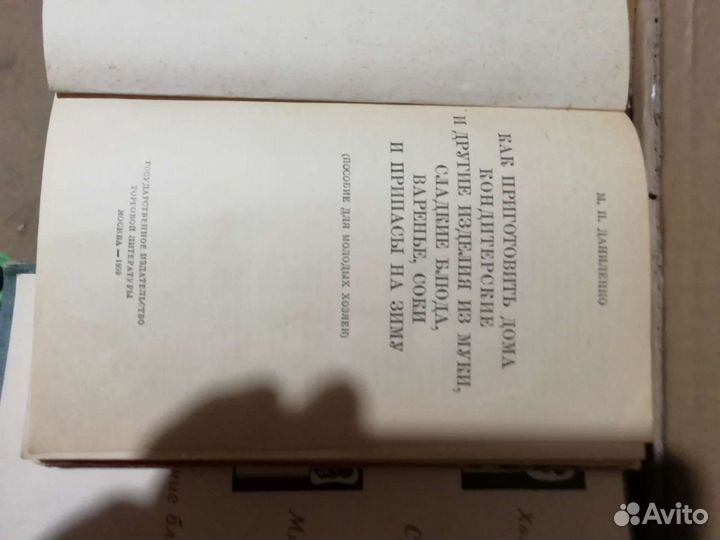 М. П. ДАНИЛЕНКО
КАК ПРИГОТОВИТЬ ДОМА
КОНДИТЕРСКИЕ
И ДРУГИЕ ИЗДЕЛИЯ ИЗ МУКИ,
СЛАДКИЕ БЛЮДА,
ВАРЕНЬЕ, СОКИ
И ПРИПАСЫ НА ЗИМУ
(ПОСОБИЕ ДЛЯ МОЛОДЫХ ХОЗЯЕК)
ГОСУДАРСТВЕННОЕ ИЗДАТЕЛЬСТВО
ТОРГОВОЙ ЛИТЕРАТУРЫ
МОСКВА — 1959
Avito